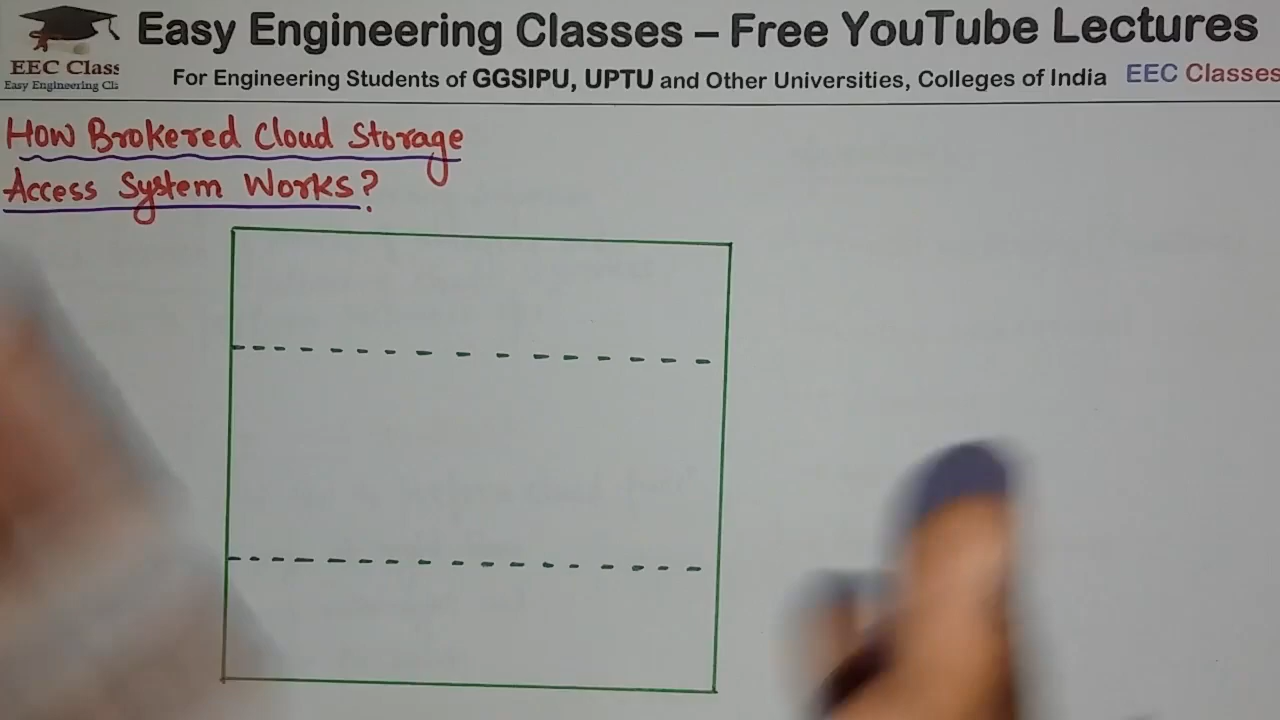 Easy Engineering Classes – Free YouTube Lectures
EEC Class
Easy Engineering Cla
For Engineering Students of GGSIPU, UPTU and Other Universities, Colleges of India EEC Classes
How Brokered Cloud Storage
Access System Works?